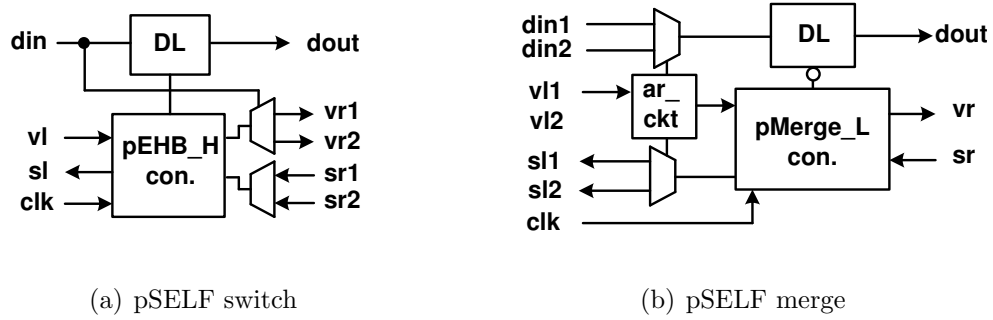 din
DL
dout
vl
sl
clk
pEHB_H
con.
vr1
vr2
sr1
sr2
(a) pSELF switch
din1
din2
DL
dout
vl1
vl2
ar_
ckt
sl1
sl2
clk
pMerge_L
con.
vr
sr
(b) pSELF merge